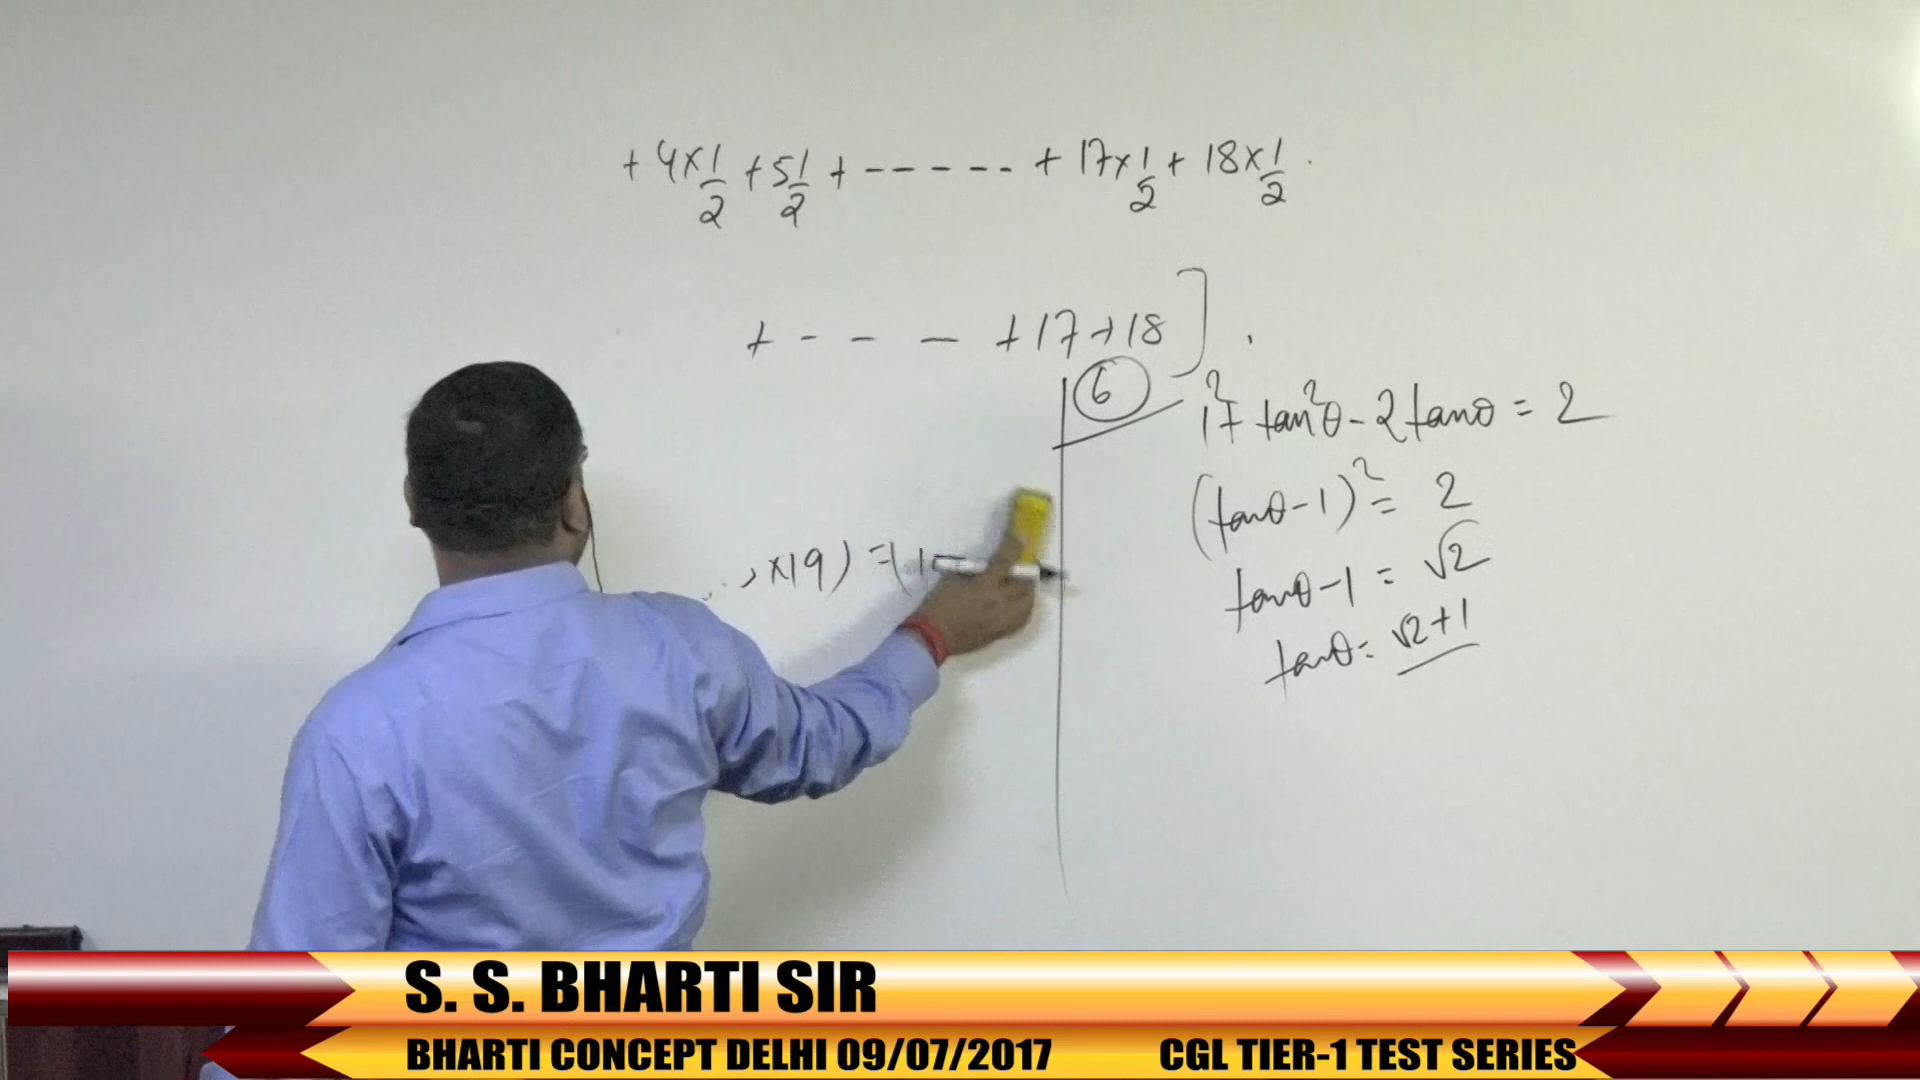 + 4×1/2 + 5 1/2 + ------ + 17×1/2 + 18×1/2
+ - - - +17+18]
6
1²+ tan²θ - 2 tanθ = 2
(tanθ-1)² = 2
×19) =(
tanθ-1 = √2
tanθ = √2+1
S. S. BHARTI SIR
BHARTI CONCEPT DELHI 09/07/2017 CGL TIER-1 TEST SERIES